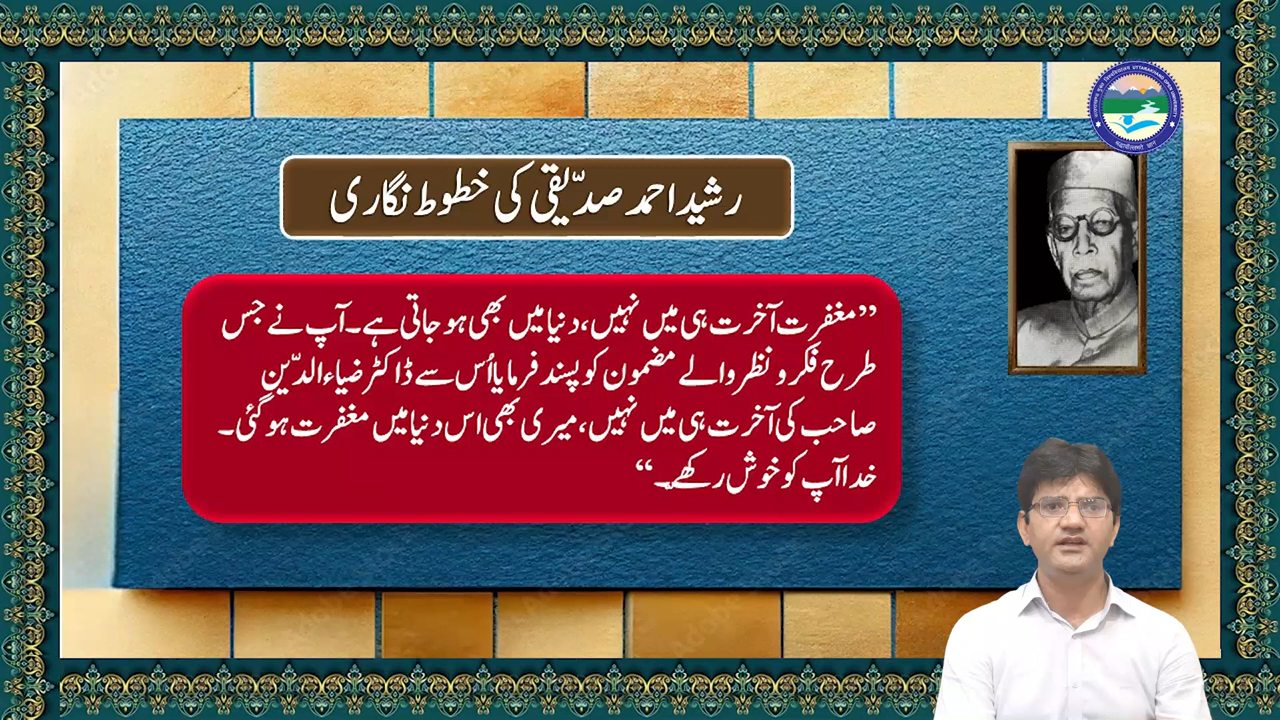 رشید احمد صدّیقی کی خطوط نگاری
”مغفرت آخرت ہی میں نہیں، دنیا میں بھی ہو جاتی ہے۔ آپ نے جس
طرح فکر و نظر والے مضمون کو پسند فرمایا اُس سے ڈاکٹر ضیاء الدّین
صاحب کی آخرت ہی میں نہیں، میری بھی اس دنیا میں مغفرت ہو گئی۔
خدا آپ کو خوش رکھے۔“